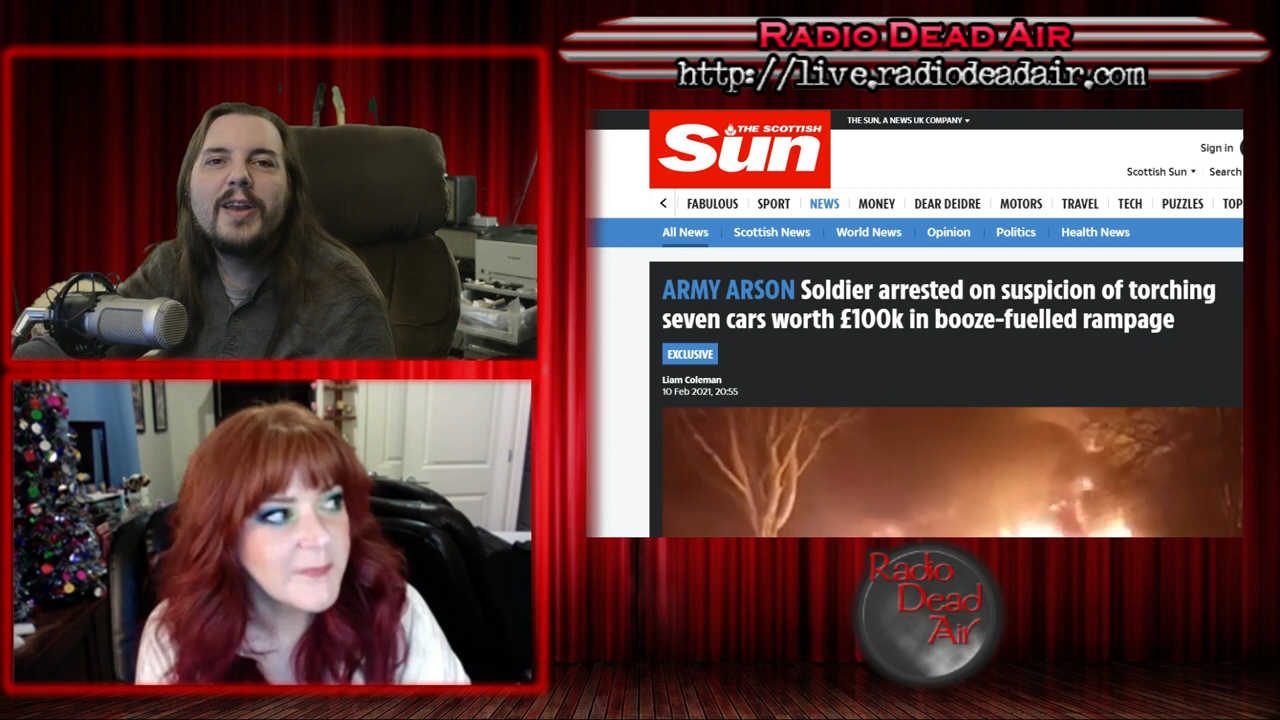 RADIO DEAD AIR
http://live.radiodeadair.com
THE SCOTTISH
Sun
THE SUN, A NEWS UK COMPANY
Sign in
Scottish Sun
Search
FABULOUS SPORT NEWS MONEY DEAR DEIDRE MOTORS TRAVEL TECH PUZZLES TOP
All News Scottish News World News Opinion Politics Health News
ARMY ARSON Soldier arrested on suspicion of torching
seven cars worth £100k in booze-fuelled rampage
EXCLUSIVE
Liam Coleman
10 Feb 2021, 20:55
Radio
Dead
Air